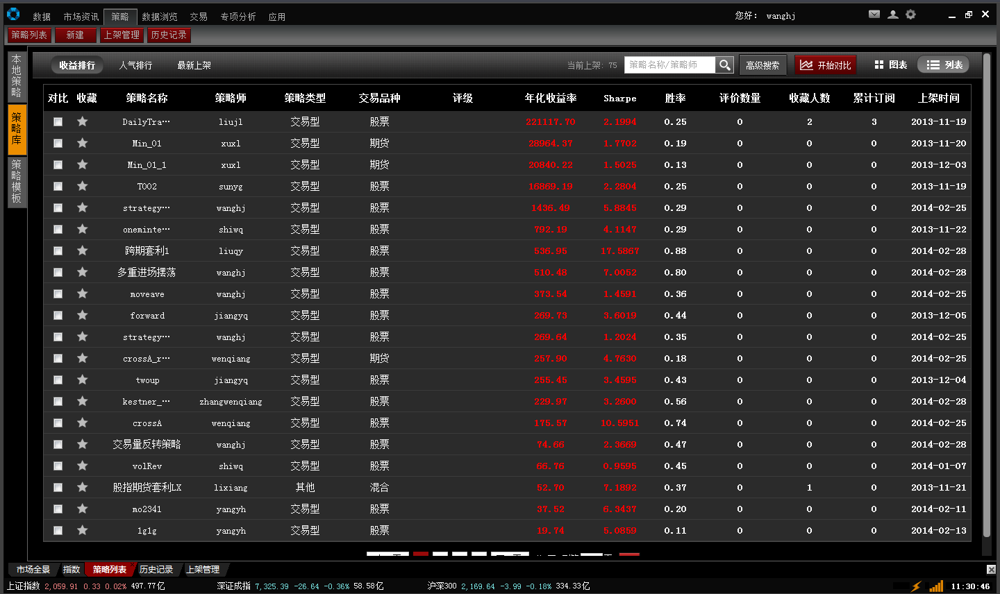 数据 市场资讯 策略 数据浏览 交易 专项分析 应用 您好： wanghj
策略列表 新建 上架管理 历史记录
本地策略
策略库
策略模板
收益排行 人气排行 最新上架 当前上架: 75 策略名称/策略师 高级搜索 开始对比 图表 列表
对比 收藏 策略名称 策略师 策略类型 交易品种 评级 年化收益率 Sharpe 胜率 评价数量 收藏人数 累计订阅 上架时间
DailyTra… liujl 交易型 股票 221117.70 2.1994 0.25 0 2 3 2013-11-19
Min_01 xuxl 交易型 期货 28964.37 1.7702 0.19 0 0 0 2013-11-20
Min_01_1 xuxl 交易型 期货 20840.22 1.5025 0.13 0 0 0 2013-12-03
T002 sunyg 交易型 股票 16869.19 2.2804 0.25 0 0 0 2013-11-19
strategy… wanghj 交易型 股票 1436.49 5.8845 0.29 0 0 0 2014-02-25
oneminte… shiwq 交易型 股票 792.19 4.1147 0.29 0 0 0 2013-11-22
跨期套利1 liuqy 交易型 股票 536.95 17.5867 0.88 0 0 0 2014-02-28
多重进场摆荡 wanghj 交易型 股票 510.48 7.0052 0.80 0 0 0 2014-02-28
moveave wanghj 交易型 股票 373.54 1.4591 0.36 0 0 0 2014-02-25
forward jiangyq 交易型 股票 269.73 3.6019 0.44 0 0 0 2013-12-05
strategy… wanghj 交易型 股票 269.64 1.2024 0.35 0 0 0 2014-02-25
crossA_r… wenqiang 交易型 期货 257.90 4.7630 0.18 0 0 0 2014-02-25
twoup jiangyq 交易型 股票 255.45 3.4595 0.43 0 0 0 2013-12-04
kestner_… zhangwenqiang 交易型 股票 229.97 3.2600 0.56 0 0 0 2014-02-28
crossA wenqiang 交易型 股票 175.57 10.5951 0.74 0 0 0 2014-02-25
交易量反转策略 wanghj 交易型 股票 74.66 2.3669 0.47 0 0 0 2014-02-28
volRev shiwq 交易型 股票 66.76 0.9595 0.45 0 0 0 2014-01-07
股指期货套利LX lixiang 其他 混合 52.70 7.1892 0.37 0 1 0 2013-11-21
mo2341 yangyh 交易型 股票 37.52 6.3437 0.20 0 0 0 2014-02-11
lglg yangyh 交易型 股票 19.74 5.0859 0.11 0 0 0 2014-02-13
市场全景 指数 策略列表 历史记录 上架管理
上证指数 2,059.91 0.33 0.02% 497.77亿 深证成指 7,325.39 -26.64 -0.36% 58.58亿 沪深300 2,169.64 -3.99 -0.18% 334.33亿 11:30:46